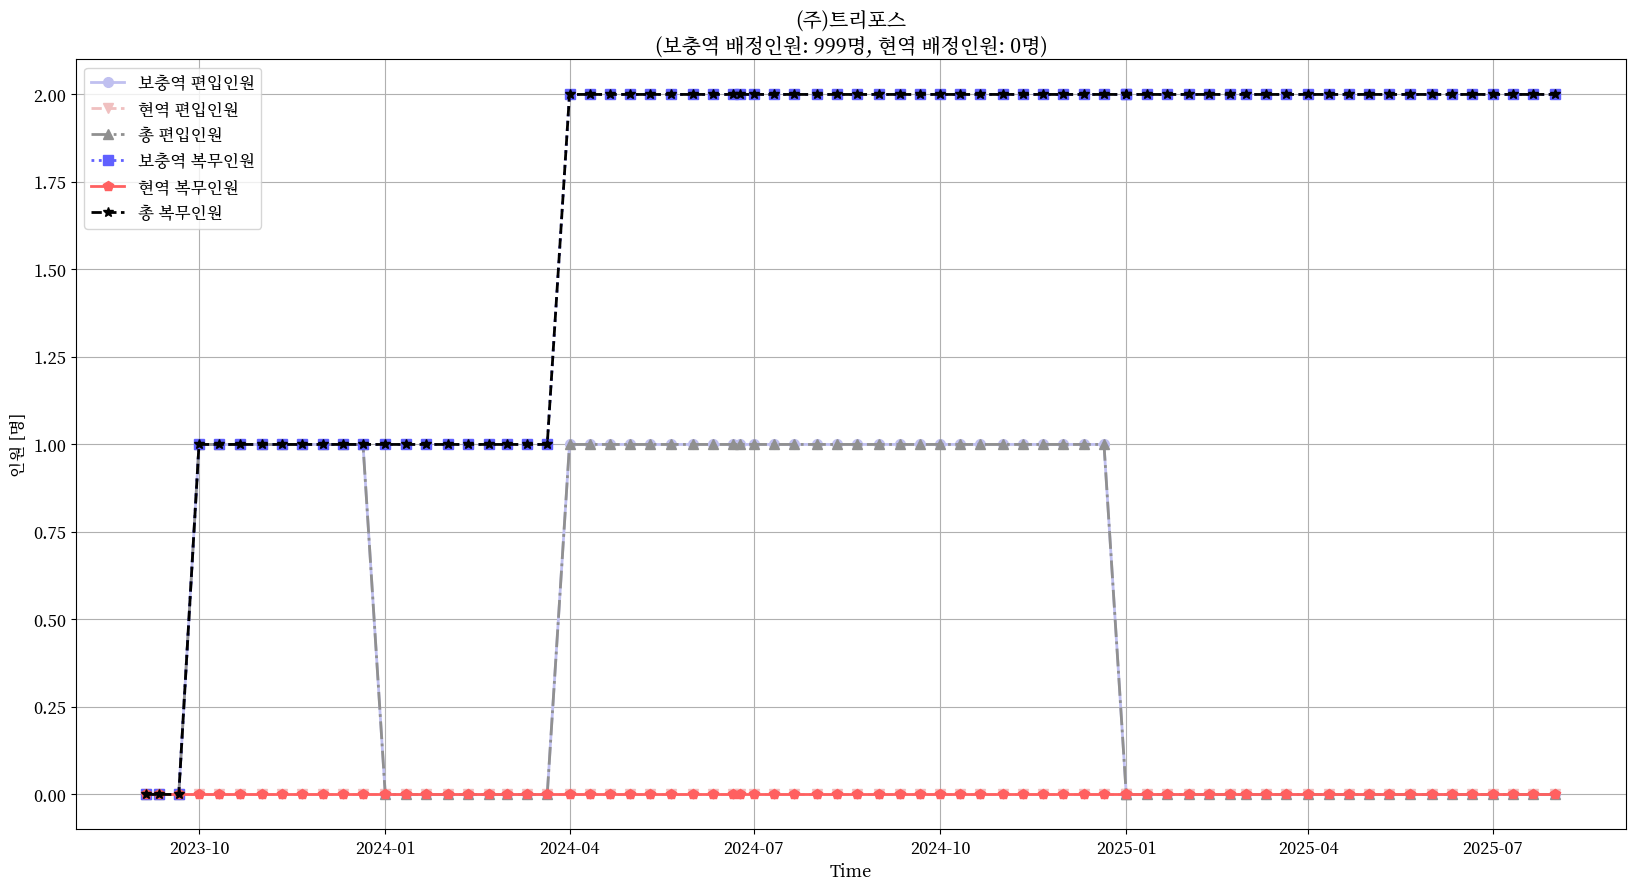 (주)트리포스
(보충역 배정인원: 999명, 현역 배정인원: 0명)
보충역 편입인원
현역 편입인원
총 편입인원
보충역 복무인원
현역 복무인원
총 복무인원
2.00
1.75
1.50
1.25
1.00
0.75
0.50
0.25
0.00
인원 [명]
2023-10
2024-01
2024-04
2024-07
2024-10
2025-01
2025-04
2025-07
Time